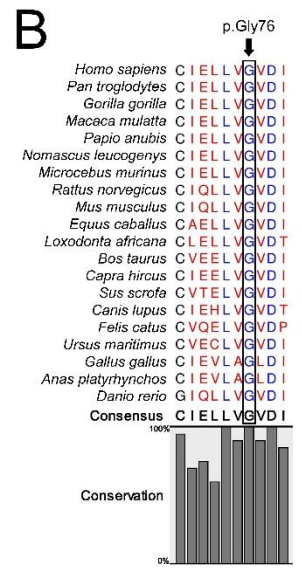 B
p.Gly76
Homo sapiens C I E L L V G V D I
Pan troglodytes C I E L L V G V D I
Gorilla gorilla C I E L L V G V D I
Macaca mulatta C I E L L V G V D I
Papio anubis C I E L L V G V D I
Nomascus leucogenys C I E L L V G V D I
Microcebus murinus C I E L L V G V D I
Rattus norvegicus C I Q L L V G V D I
Mus musculus C I Q L L V G V D I
Equus caballus C A E L L V G V D I
Loxodonta africana C L E L L V G V D T
Bos taurus C V E E L V G V D I
Capra hircus C I E E L V G V D I
Sus scrofa C V T E L V G V D I
Canis lupus C I E H L V G V D T
Felis catus C V Q E L V G V D P
Ursus maritimus C V E C L V G V D I
Gallus gallus C I E V L A G L D I
Anas platyrhynchos C I E V L A G L D I
Danio rerio G I Q L L V G V D I
Consensus C I E L L V G V D I
100%
Conservation
0%